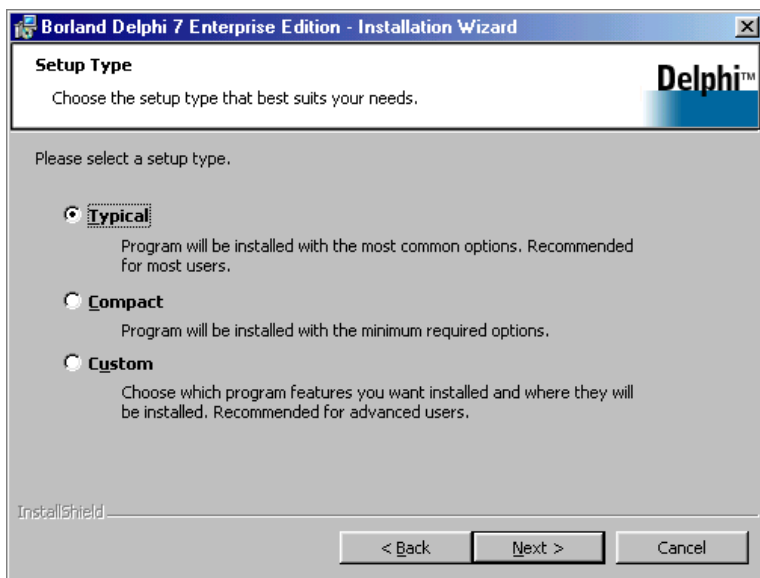 Borland Delphi 7 Enterprise Edition - Installation Wizard
Setup Type
Choose the setup type that best suits your needs.
Delphi™
Please select a setup type.
Typical
Program will be installed with the most common options. Recommended
for most users.
Compact
Program will be installed with the minimum required options.
Custom
Choose which program features you want installed and where they will
be installed. Recommended for advanced users.
InstallShield
< Back Next > Cancel